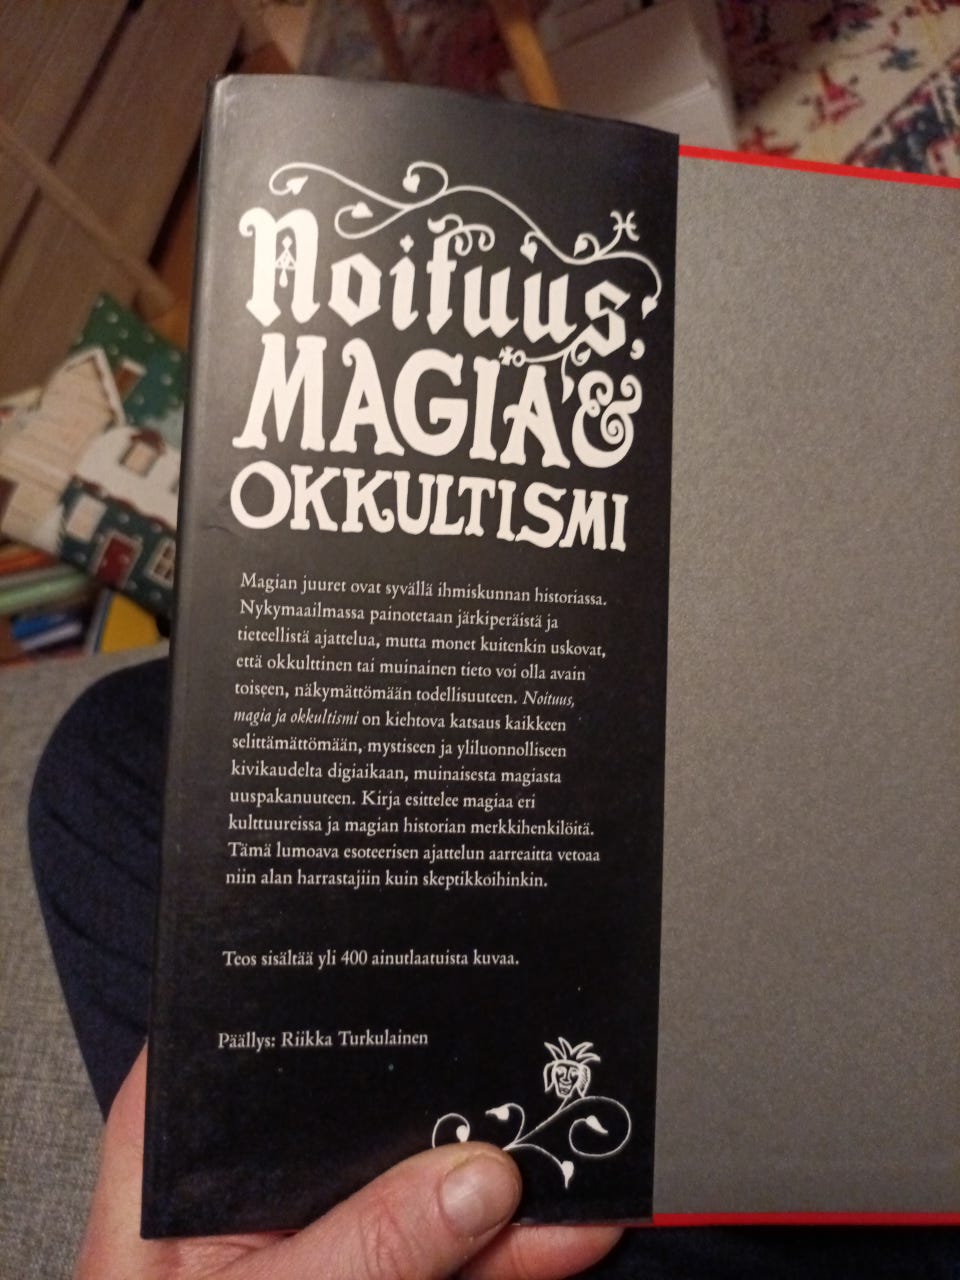 Noituus,
MAGIA &
OKKULTISMI
Magian juuret ovat syvällä ihmiskunnan historiassa.
Nykymaailmassa painotetaan järkiperäistä ja
tieteellistä ajattelua, mutta monet kuitenkin uskovat,
että okkulttinen tai muinainen tieto voi olla avain
toiseen, näkymättömään todellisuuteen. Noituus,
magia ja okkultismi on kiehtova katsaus kaikkeen
selittämättömään, mystiseen ja yliluonnolliseen
kivikaudelta digiaikaan, muinaisesta magiasta
uuspakanuuteen. Kirja esittelee magiaa eri
kulttuureissa ja magian historian merkkihenkilöitä.
Tämä lumoava esoteerisen ajattelun aarreaitta vetoaa
niin alan harrastajiin kuin skeptikkoihinkin.
Teos sisältää yli 400 ainutlaatuista kuvaa.
Päällys: Riikka Turkulainen